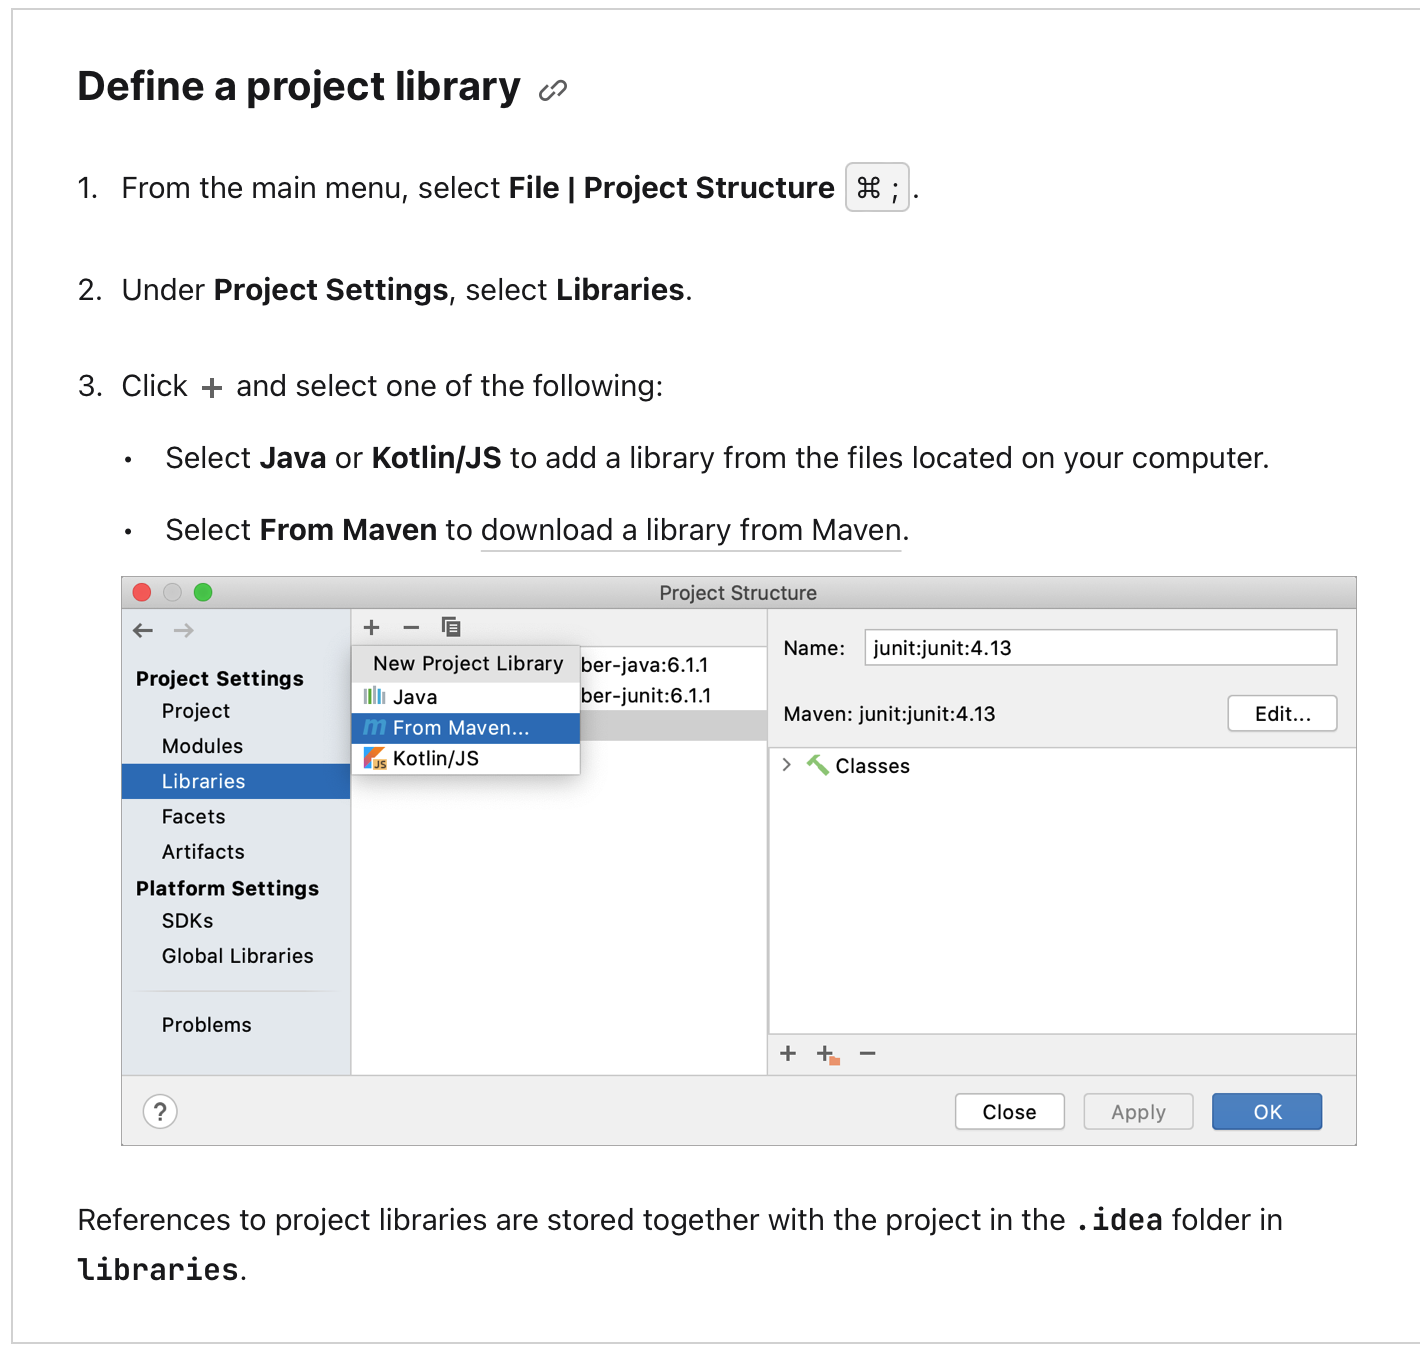 Define a project library
1. From the main menu, select File | Project Structure ⌘ ; .
2. Under Project Settings, select Libraries.
3. Click + and select one of the following:
• Select Java or Kotlin/JS to add a library from the files located on your computer.
• Select From Maven to download a library from Maven.
Project Structure
Project Settings
Project
Modules
Libraries
Facets
Artifacts
Platform Settings
SDKs
Global Libraries
Problems
New Project Library
Java
From Maven...
Kotlin/JS
ber-java:6.1.1
ber-junit:6.1.1
Name: junit:junit:4.13
Maven: junit:junit:4.13 Edit...
Classes
? Close Apply OK
References to project libraries are stored together with the project in the .idea folder in
libraries.